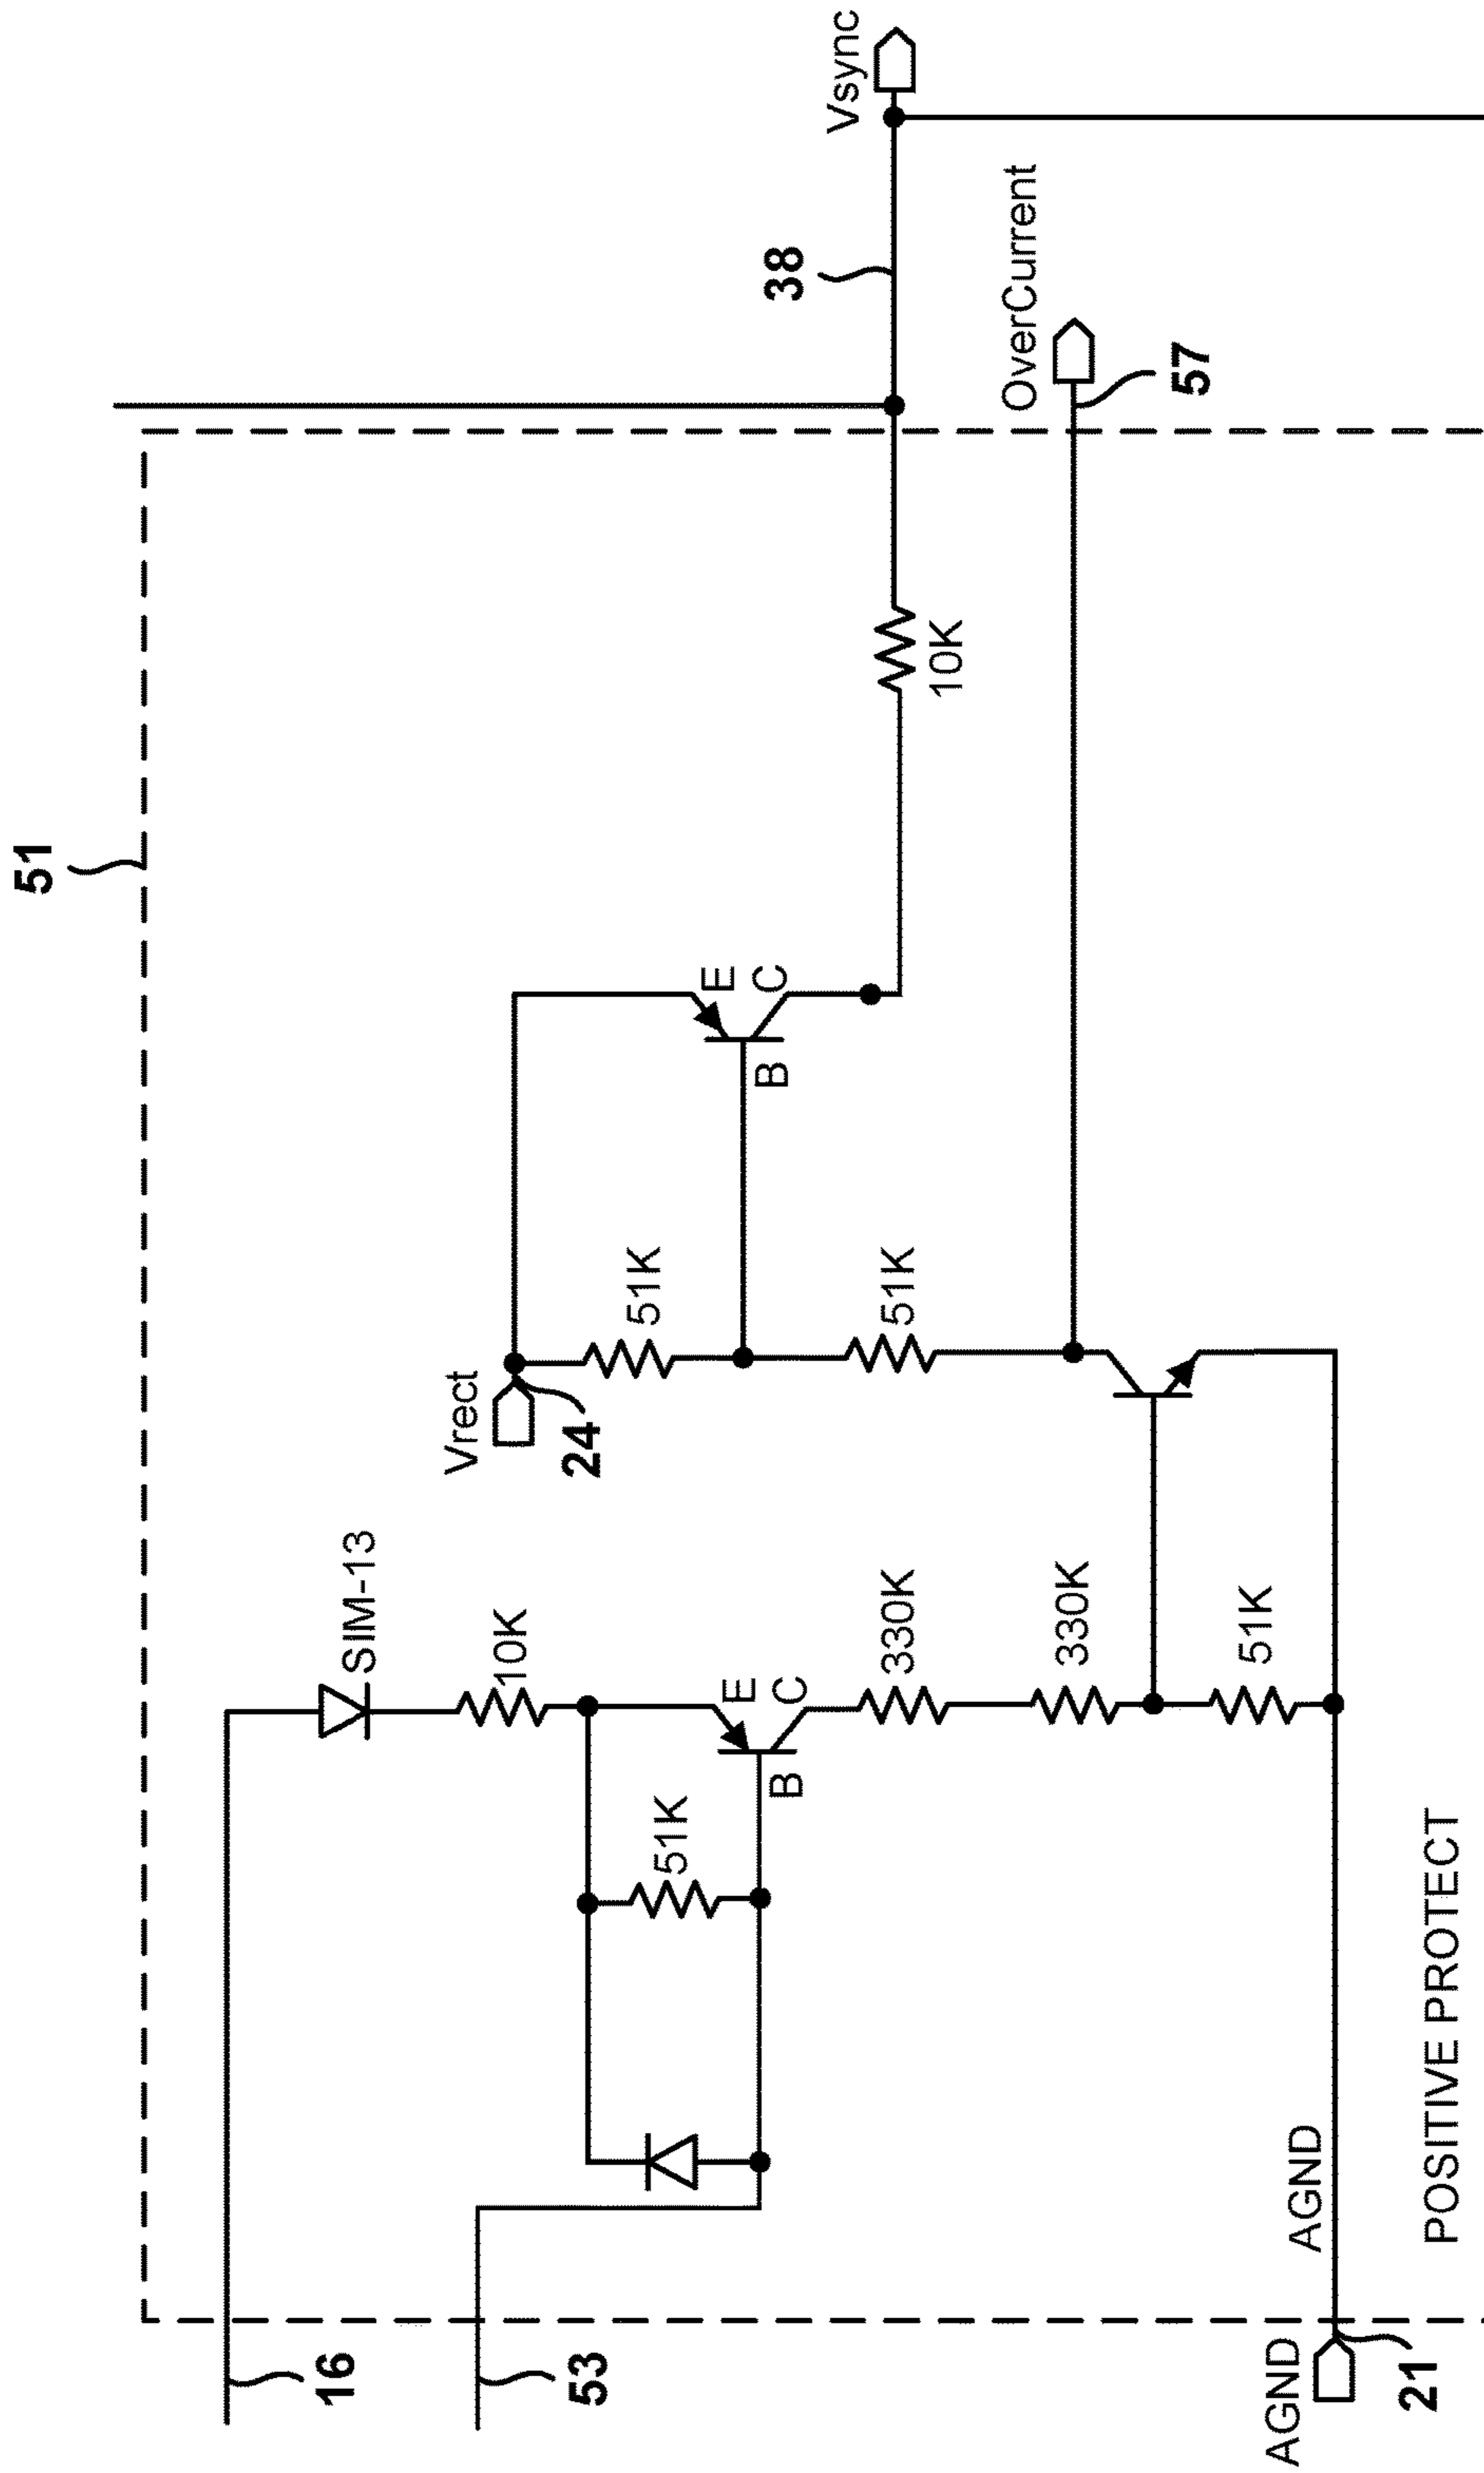 51
Vsync
38
OverCurrent
57
10K
E
C
B
Vrect
24
51K
51K
16
SIM-13
10K
E
C
B
51K
330K
330K
51K
53
AGND
21
AGND
POSITIVE PROTECT